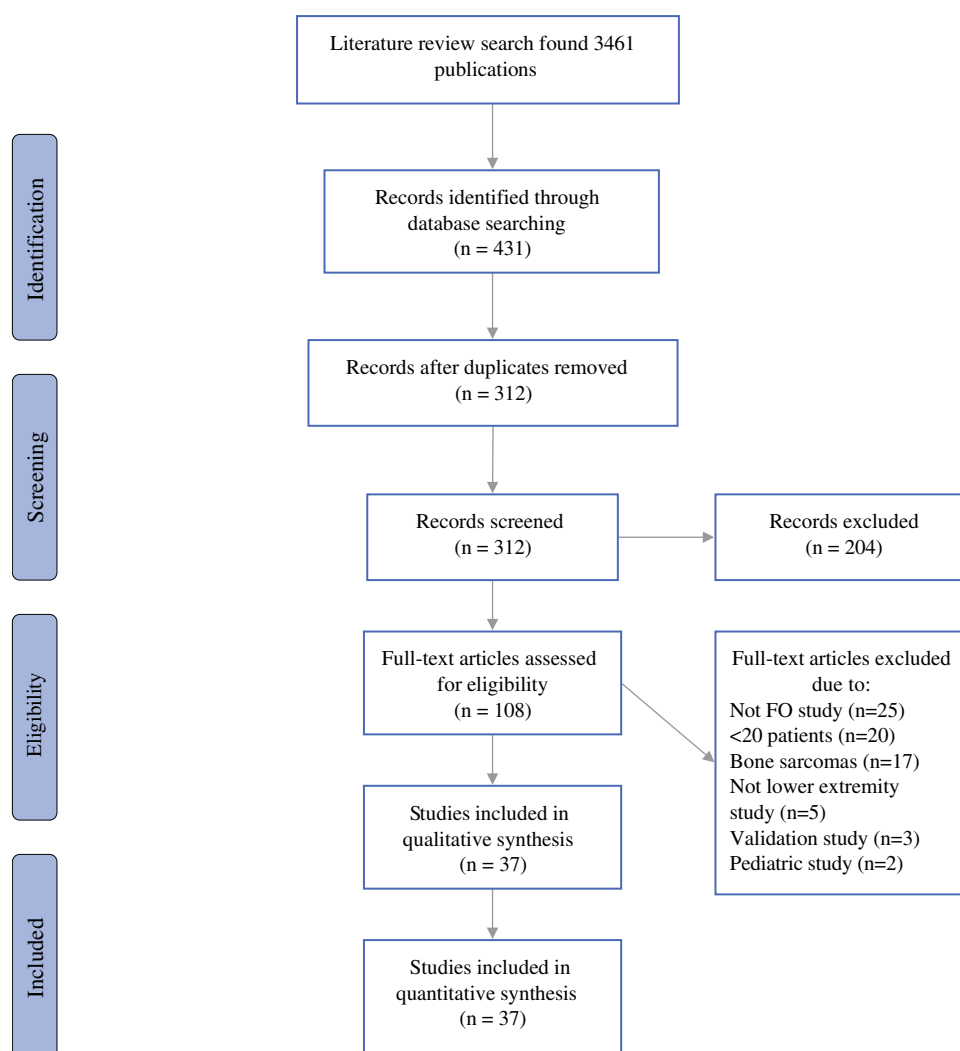 Literature review search found 3461
publications
Identification
Records identified through
database searching
(n = 431)
Records after duplicates removed
(n = 312)
Screening
Records screened
(n = 312)
Records excluded
(n = 204)
Eligibility
Full-text articles assessed
for eligibility
(n = 108)
Full-text articles excluded
due to:
Not FO study (n=25)
<20 patients (n=20)
Bone sarcomas (n=17)
Not lower extremity
study (n=5)
Validation study (n=3)
Pediatric study (n=2)
Studies included in
qualitative synthesis
(n = 37)
Included
Studies included in
quantitative synthesis
(n = 37)